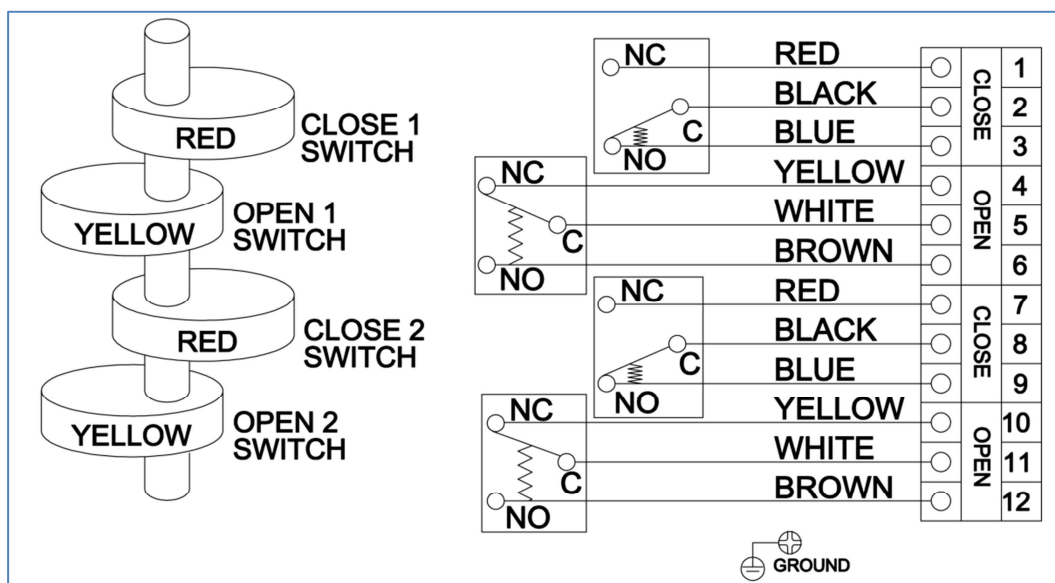 RED
CLOSE 1
SWITCH
YELLOW
OPEN 1
SWITCH
RED
CLOSE 2
SWITCH
YELLOW
OPEN 2
SWITCH
NC
C
NO
NC
C
NO
NC
C
NO
NC
C
NO
RED
BLACK
BLUE
YELLOW
WHITE
BROWN
RED
BLACK
BLUE
YELLOW
WHITE
BROWN
CLOSE
OPEN
CLOSE
OPEN
1
2
3
4
5
6
7
8
9
10
11
12
GROUND